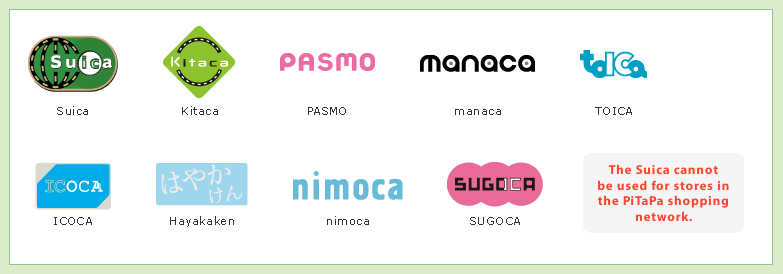 Suica
Kitaca
PASMO
manaca
TOICA
Suica
Kitaca
PASMO
manaca
TOICA
ICOCA
はやか
けん
nimoca
SUGOCA
The Suica cannot
be used for stores in
the PiTaPa shopping
network.
ICOCA
Hayakaken
nimoca
SUGOCA